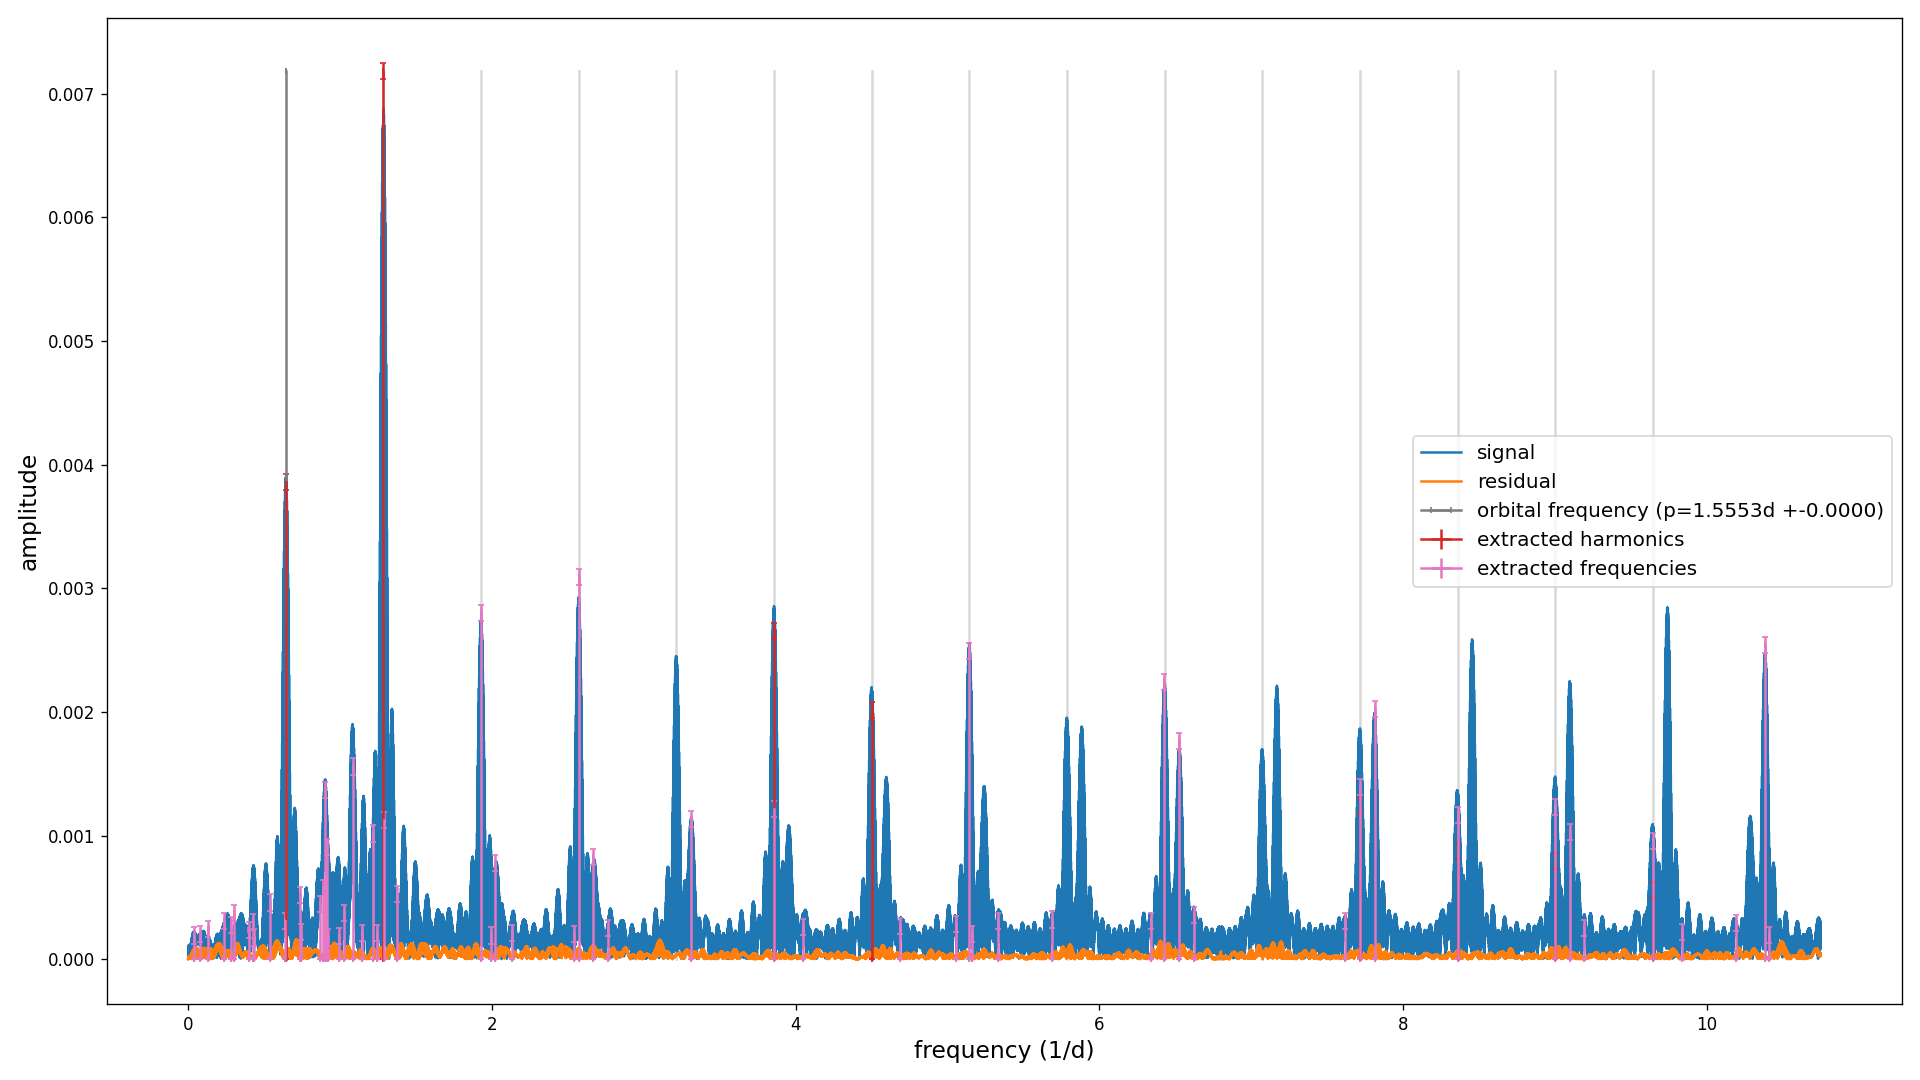 0.007
0.006
0.005
0.004
0.003
0.002
0.001
0.000
amplitude
signal
residual
orbital frequency (p=1.5553d +-0.0000)
extracted harmonics
extracted frequencies
0 2 4 6 8 10
frequency (1/d)